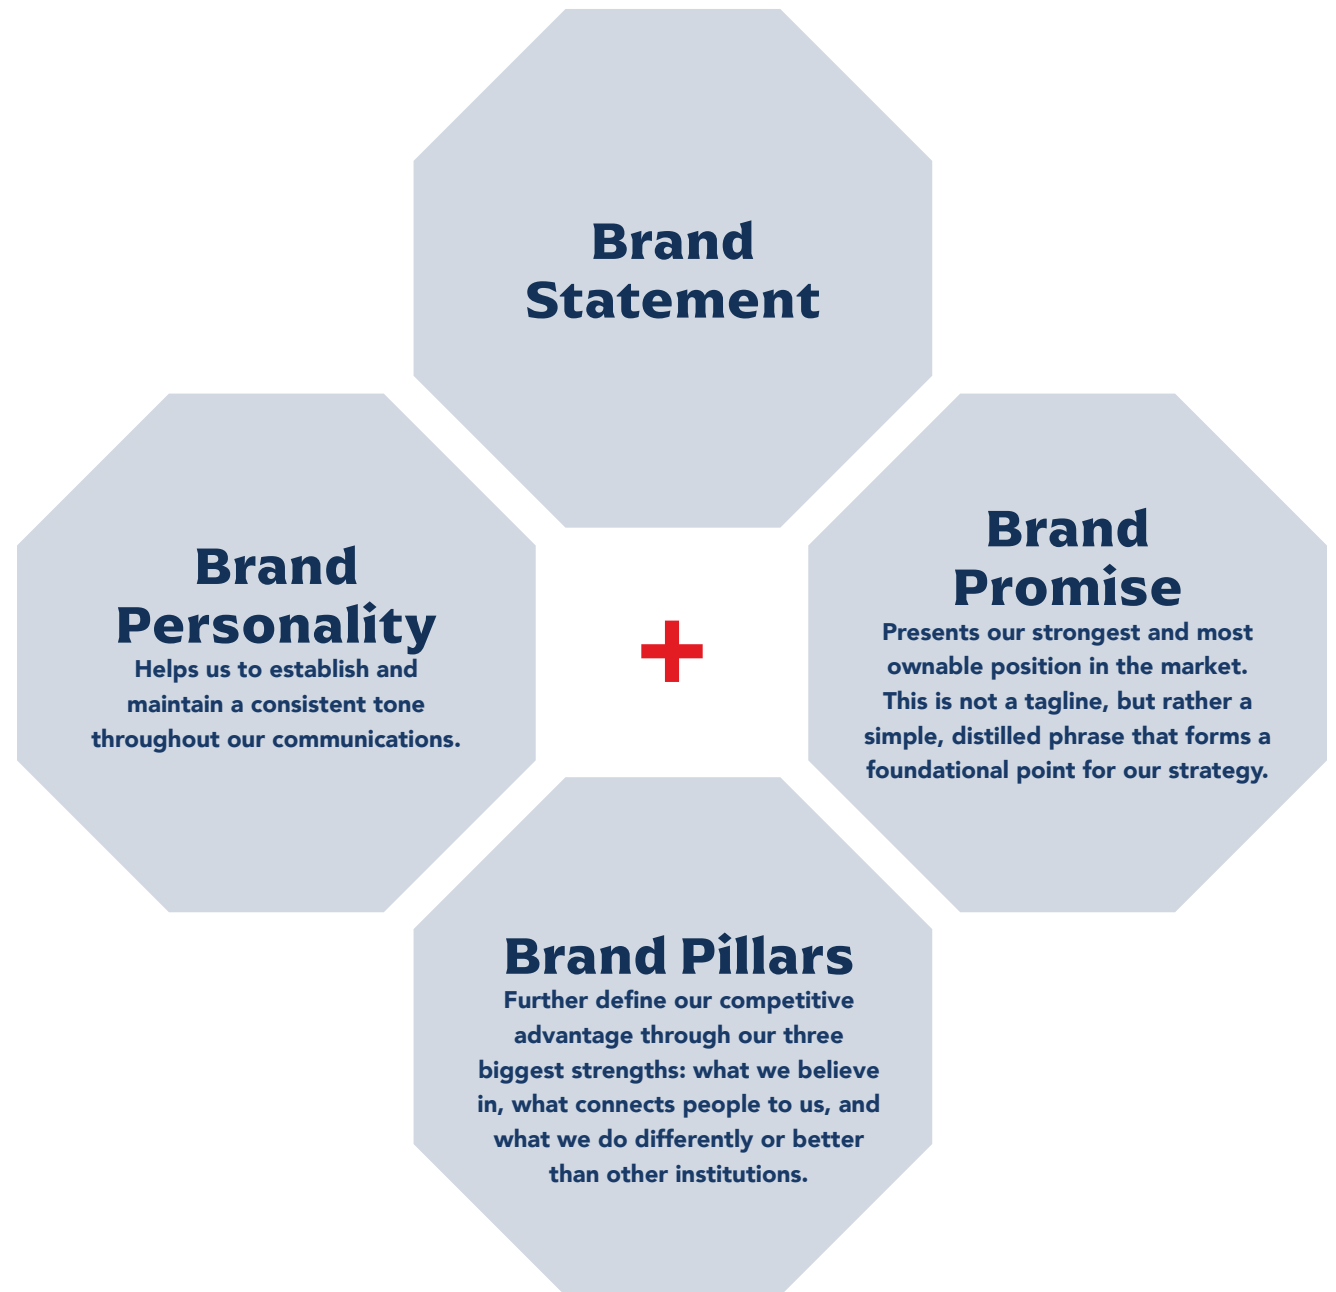 Brand
Statement
Brand
Personality
Helps us to establish and
maintain a consistent tone
throughout our communications.
+
Brand
Promise
Presents our strongest and most
ownable position in the market.
This is not a tagline, but rather a
simple, distilled phrase that forms a
foundational point for our strategy.
Brand Pillars
Further define our competitive
advantage through our three
biggest strengths: what we believe
in, what connects people to us, and
what we do differently or better
than other institutions.